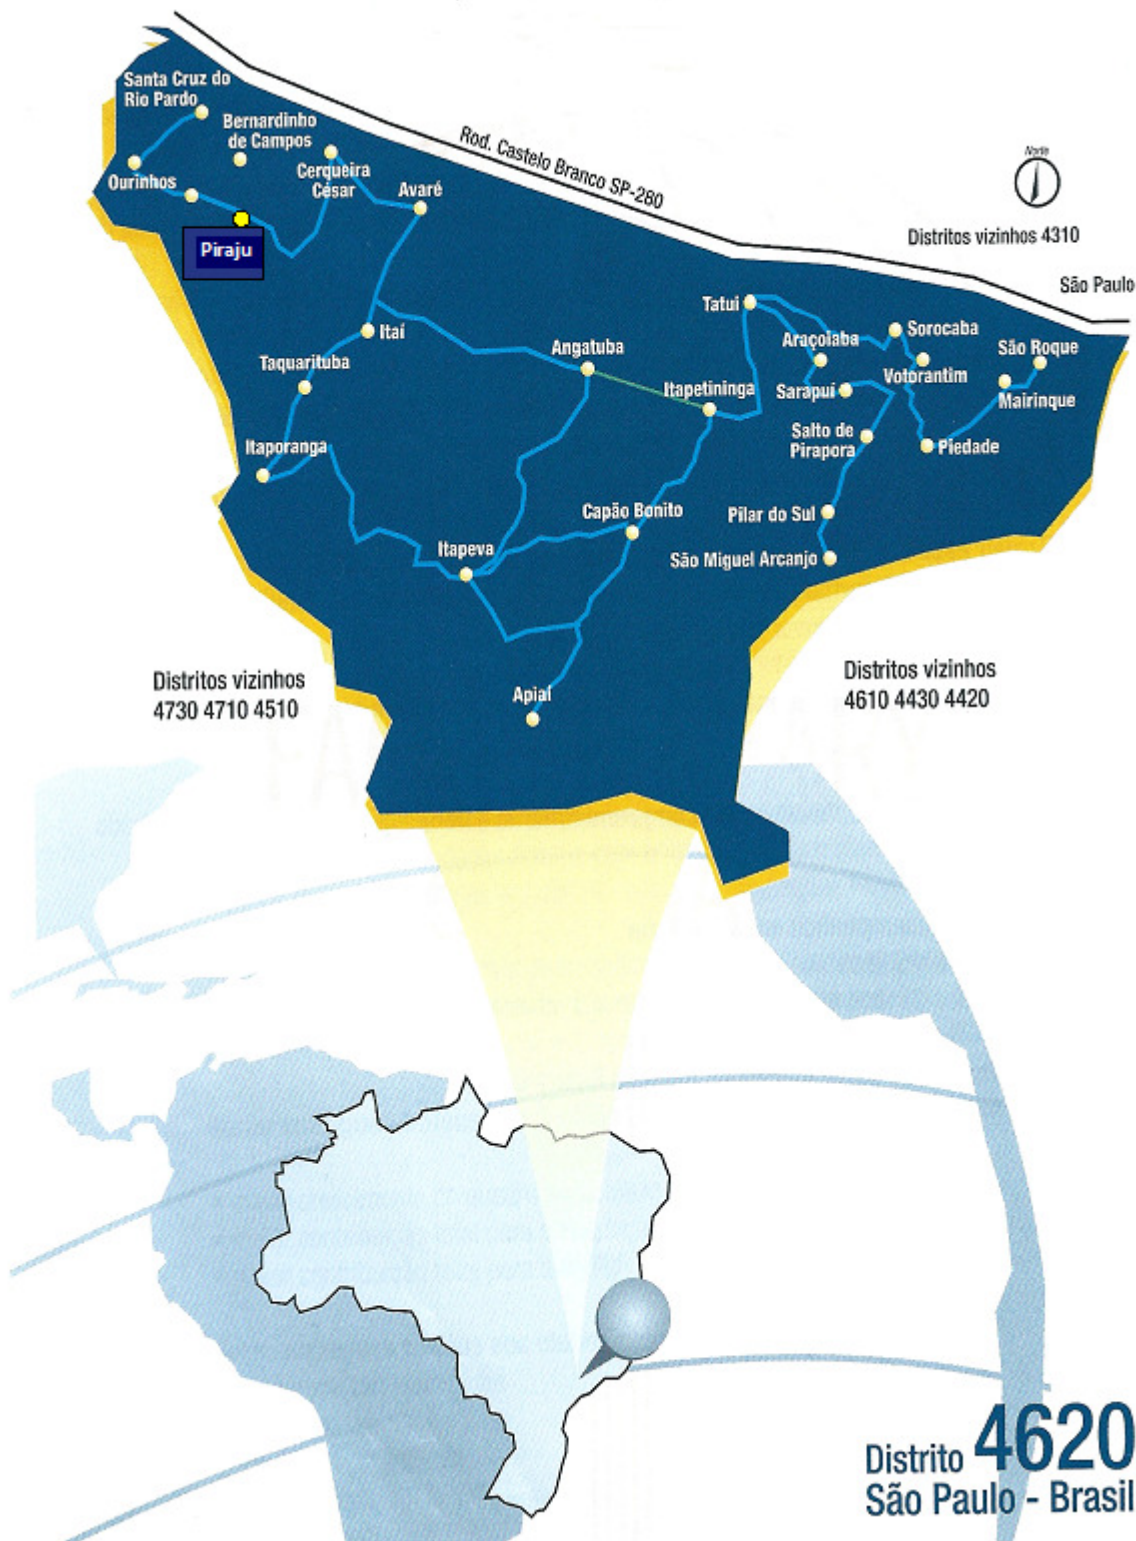 Santa Cruz do
Rio Pardo
Bernardinho
de Campos
Cerqueira
César
Ourinhos
Avaré
Piraju
Rod. Castelo Branco SP-280
Norte
Distritos vizinhos 4310
São Paulo
Tatui
Itaí
Angatuba
Taquarituba
Araçoiaba
Sorocaba
São Roque
Itapetininga
Sarapuí
Votorantim
Mairinque
Salto de
Pirapora
Piedade
Itaporanga
Capão Bonito
Pilar do Sul
Itapeva
São Miguel Arcanjo
Apiaí
Distritos vizinhos
4730 4710 4510
Distritos vizinhos
4610 4430 4420
Distrito 4620
São Paulo - Brasil